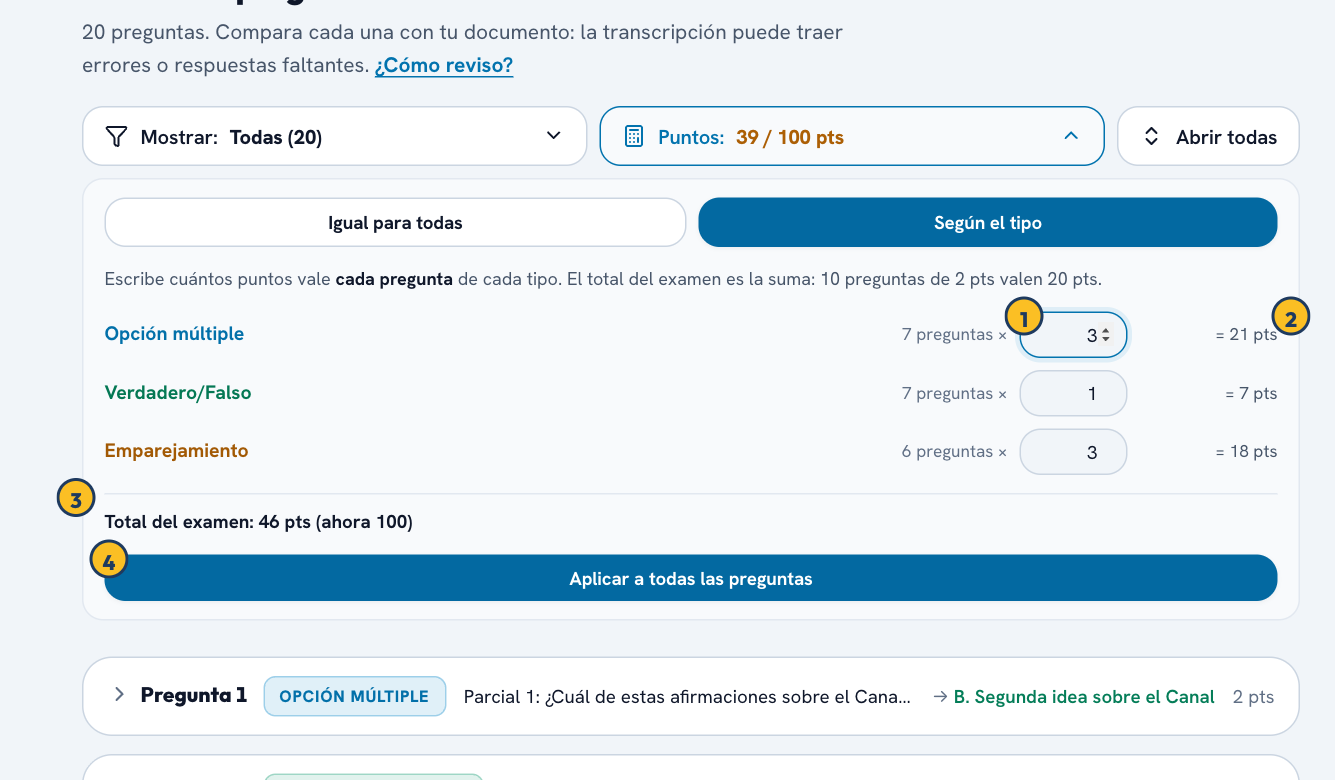 20 preguntas. Compara cada una con tu documento: la transcripción puede traer
errores o respuestas faltantes. ¿Cómo reviso?
Mostrar: Todas (20)
Puntos: 39 / 100 pts
Abrir todas
Igual para todas
Según el tipo
Escribe cuántos puntos vale cada pregunta de cada tipo. El total del examen es la suma: 10 preguntas de 2 pts valen 20 pts.
Opción múltiple 7 preguntas × 1 3 = 21 pts 2
Verdadero/Falso 7 preguntas × 1 = 7 pts
Emparejamiento 6 preguntas × 3 = 18 pts
3
Total del examen: 46 pts (ahora 100)
4
Aplicar a todas las preguntas
Pregunta 1 OPCIÓN MÚLTIPLE Parcial 1: ¿Cuál de estas afirmaciones sobre el Cana... → B. Segunda idea sobre el Canal 2 pts